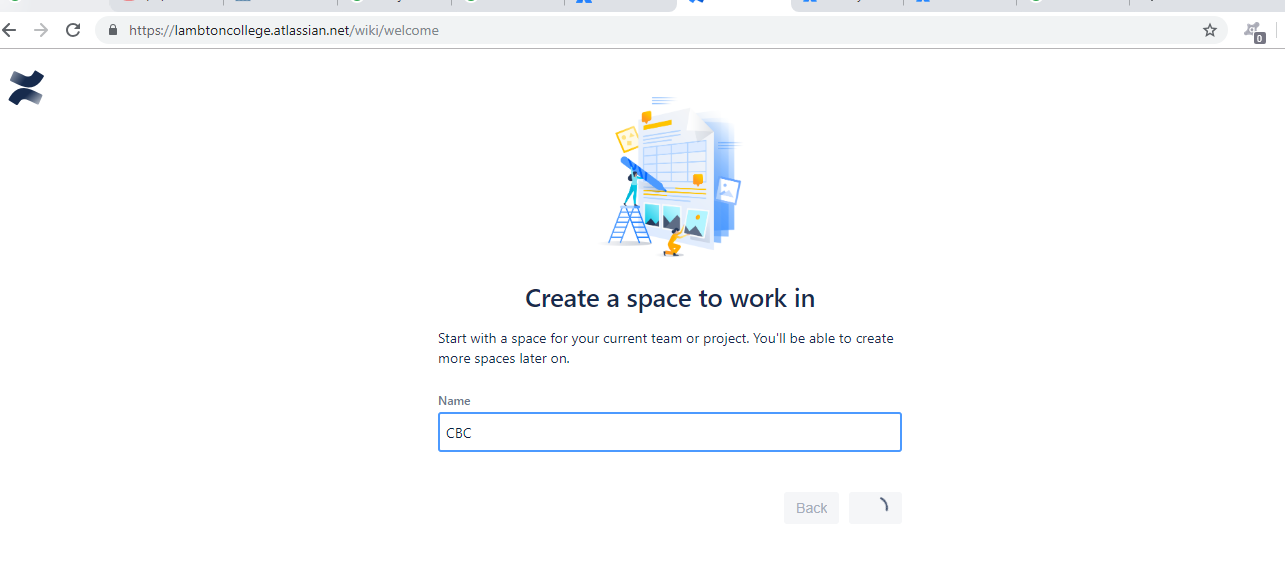 https://lambtoncollege.atlassian.net/wiki/welcome
0
Create a space to work in
Start with a space for your current team or project. You'll be able to create
more spaces later on.
Name
CBC
Back